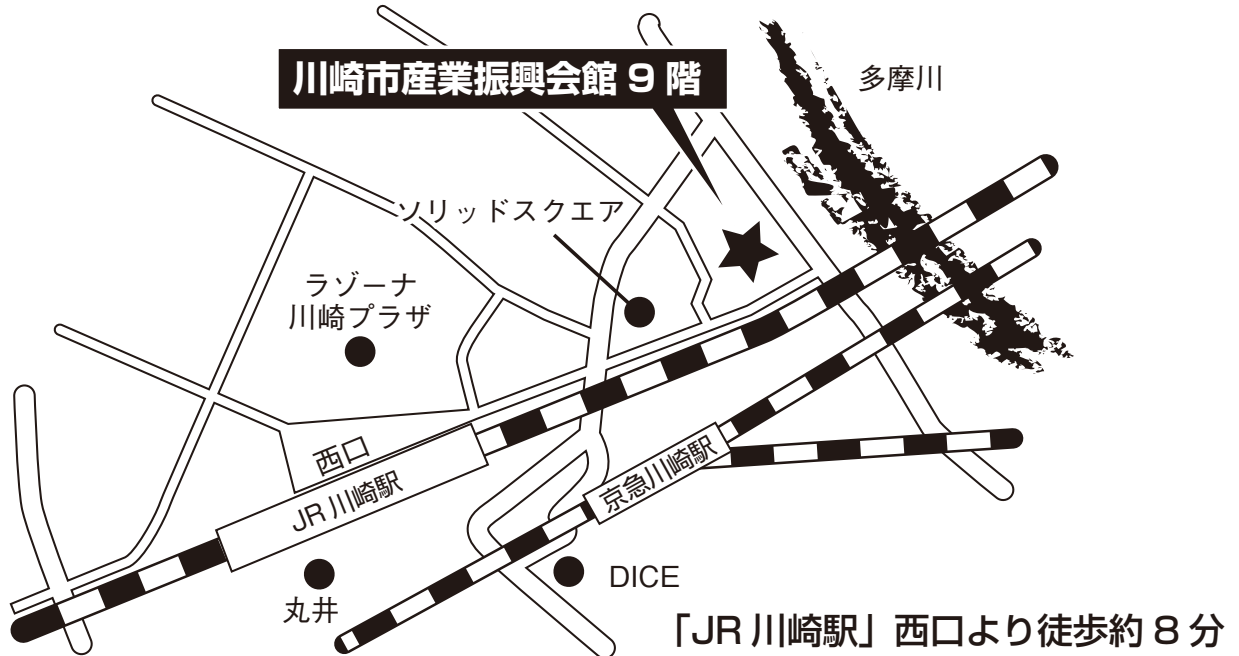 川崎市産業振興会館 9 階
多摩川
ソリッドスクエア
ラゾーナ
川崎プラザ
西口
JR 川崎駅
京急川崎駅
丸井
DICE
「JR 川崎駅」西口より徒歩約 8 分